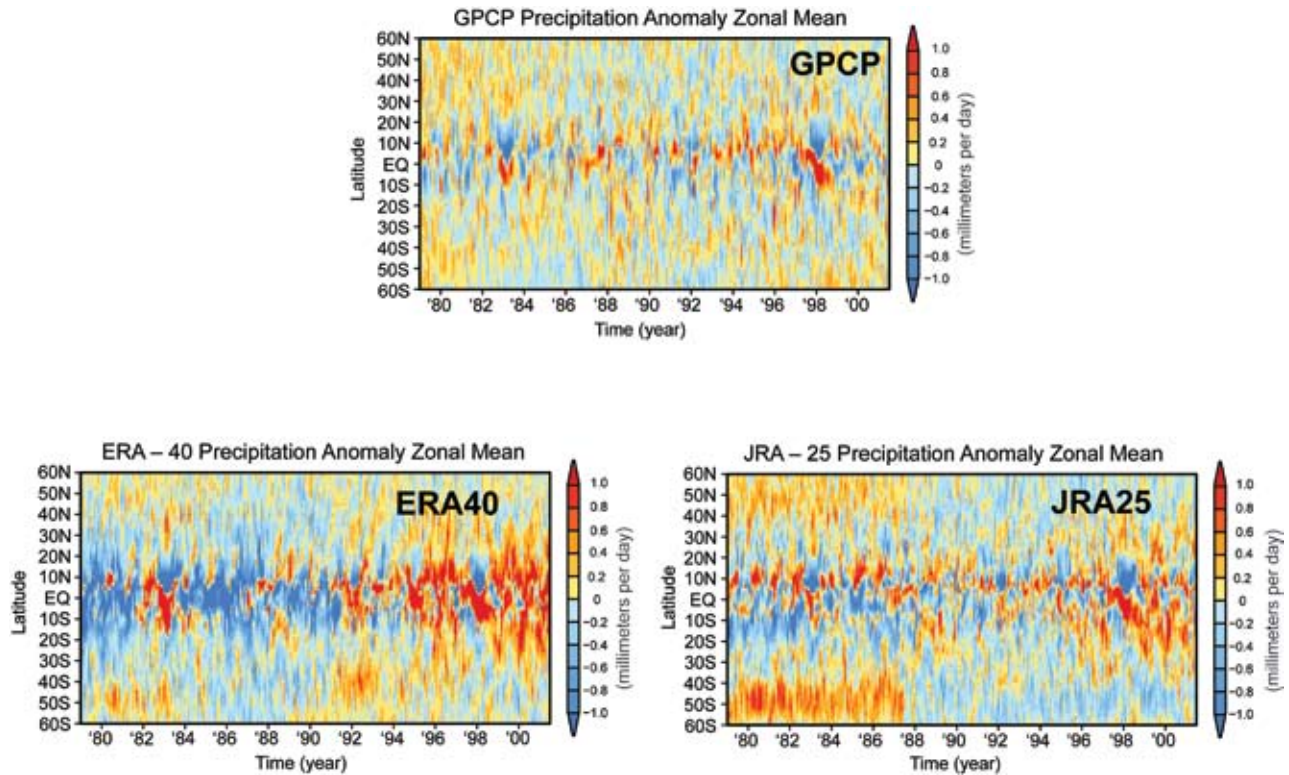 GPCP Precipitation Anomaly Zonal Mean
GPCP
60N
50N
40N
30N
20N
10N
EQ
10S
20S
30S
40S
50S
60S
Latitude
'80 '82 '84 '86 '88 '90 '92 '94 '96 '98 '00
Time (year)
1.0
0.8
0.6
0.4
0.2
0
−0.2
−0.4
−0.6
−0.8
−1.0
(millimeters per day)
ERA – 40 Precipitation Anomaly Zonal Mean
ERA40
60N
50N
40N
30N
20N
10N
EQ
10S
20S
30S
40S
50S
60S
Latitude
'80 '82 '84 '86 '88 '90 '92 '94 '96 '98 '00
Time (year)
1.0
0.8
0.6
0.4
0.2
0
−0.2
−0.4
−0.6
−0.8
−1.0
(millimeters per day)
JRA – 25 Precipitation Anomaly Zonal Mean
JRA25
60N
50N
40N
30N
20N
10N
EQ
10S
20S
30S
40S
50S
60S
Latitude
'80 '82 '84 '86 '88 '90 '92 '94 '96 '98 '00
Time (year)
1.0
0.8
0.6
0.4
0.2
0
−0.2
−0.4
−0.6
−0.8
−1.0
(millimeters per day)